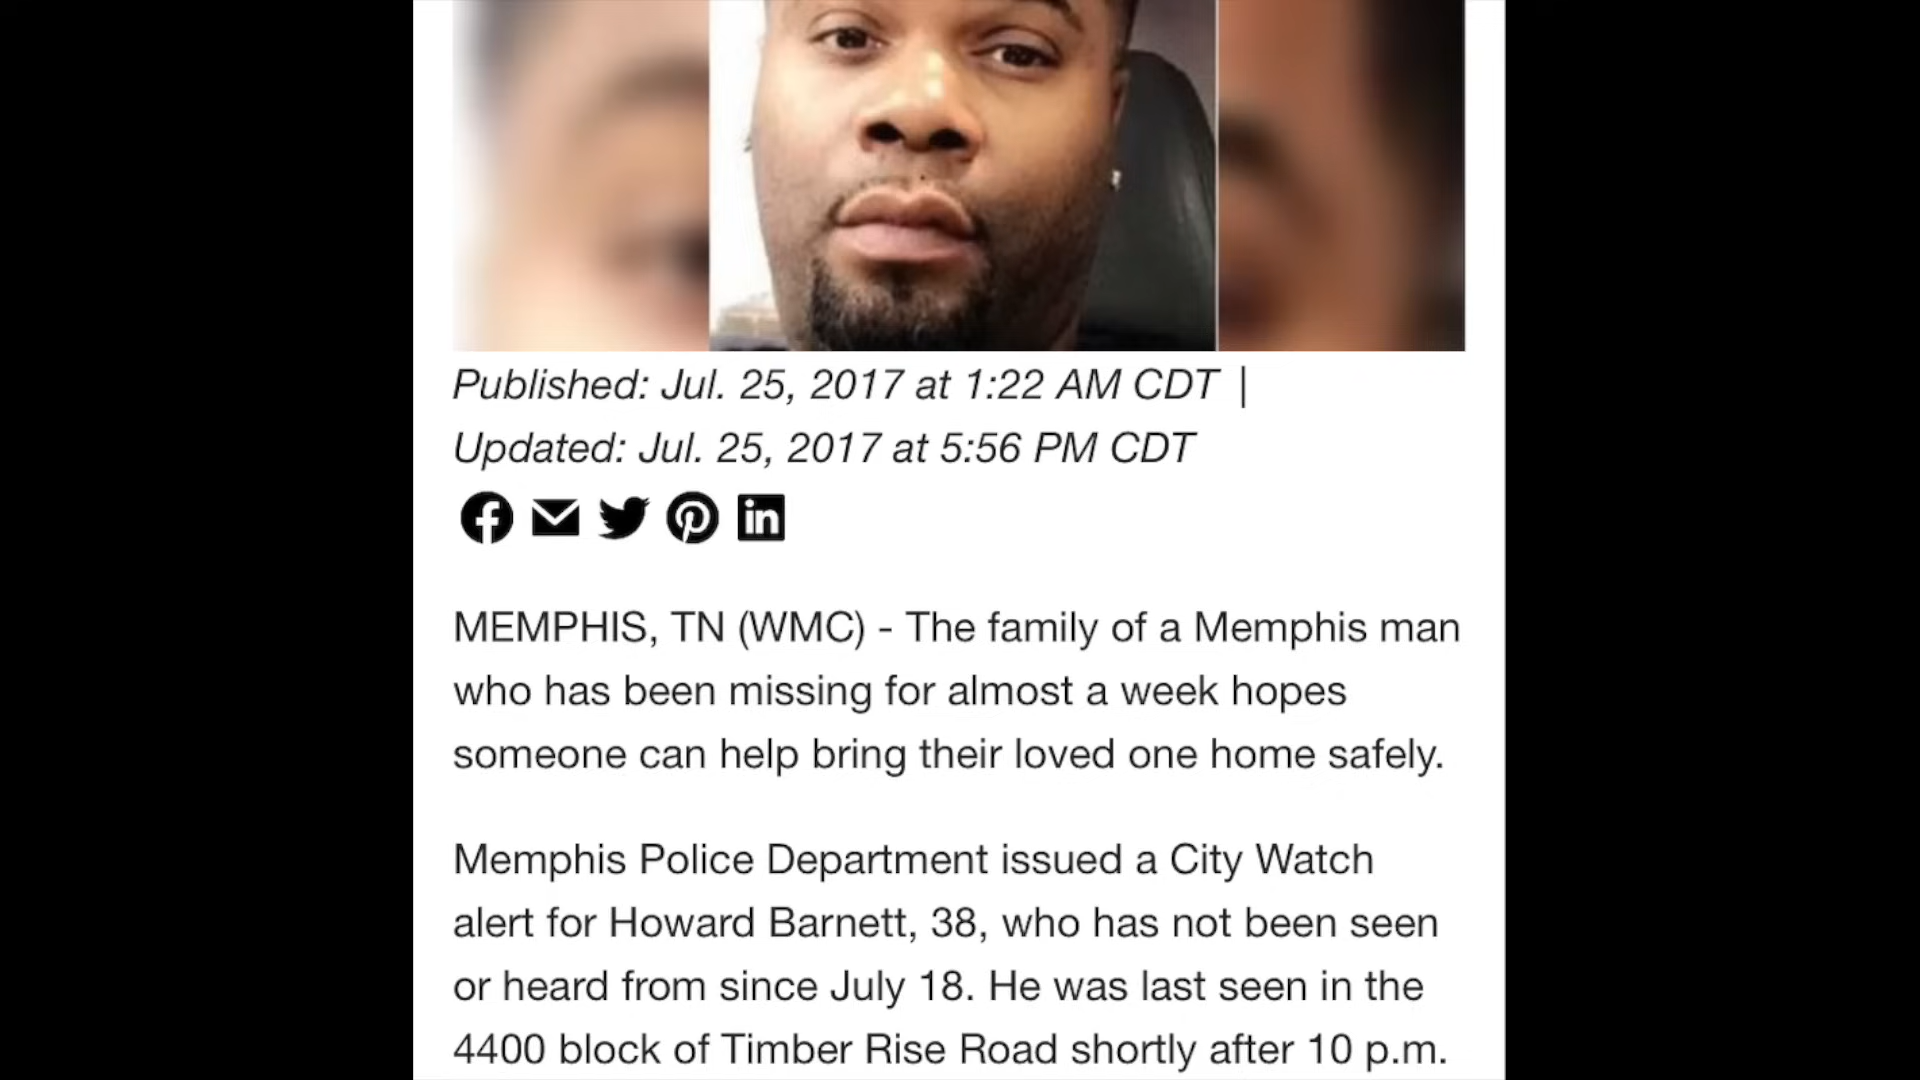 Published: Jul. 25, 2017 at 1:22 AM CDT |
Updated: Jul. 25, 2017 at 5:56 PM CDT
MEMPHIS, TN (WMC) - The family of a Memphis man
who has been missing for almost a week hopes
someone can help bring their loved one home safely.
Memphis Police Department issued a City Watch
alert for Howard Barnett, 38, who has not been seen
or heard from since July 18. He was last seen in the
4400 block of Timber Rise Road shortly after 10 p.m.